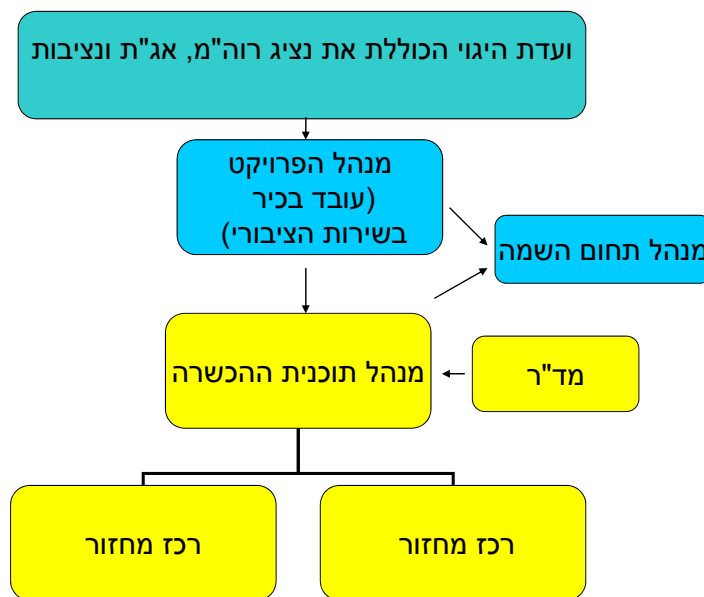 ועדת היגוי הכוללת את נציג רוה"מ, אג"ת ונציבות
מנהל הפרויקט
(עובד בכיר
בשירות הציבורי)
מנהל תחום השמה
מנהל תוכנית ההכשרה
מד"ר
רכז מחזור
רכז מחזור